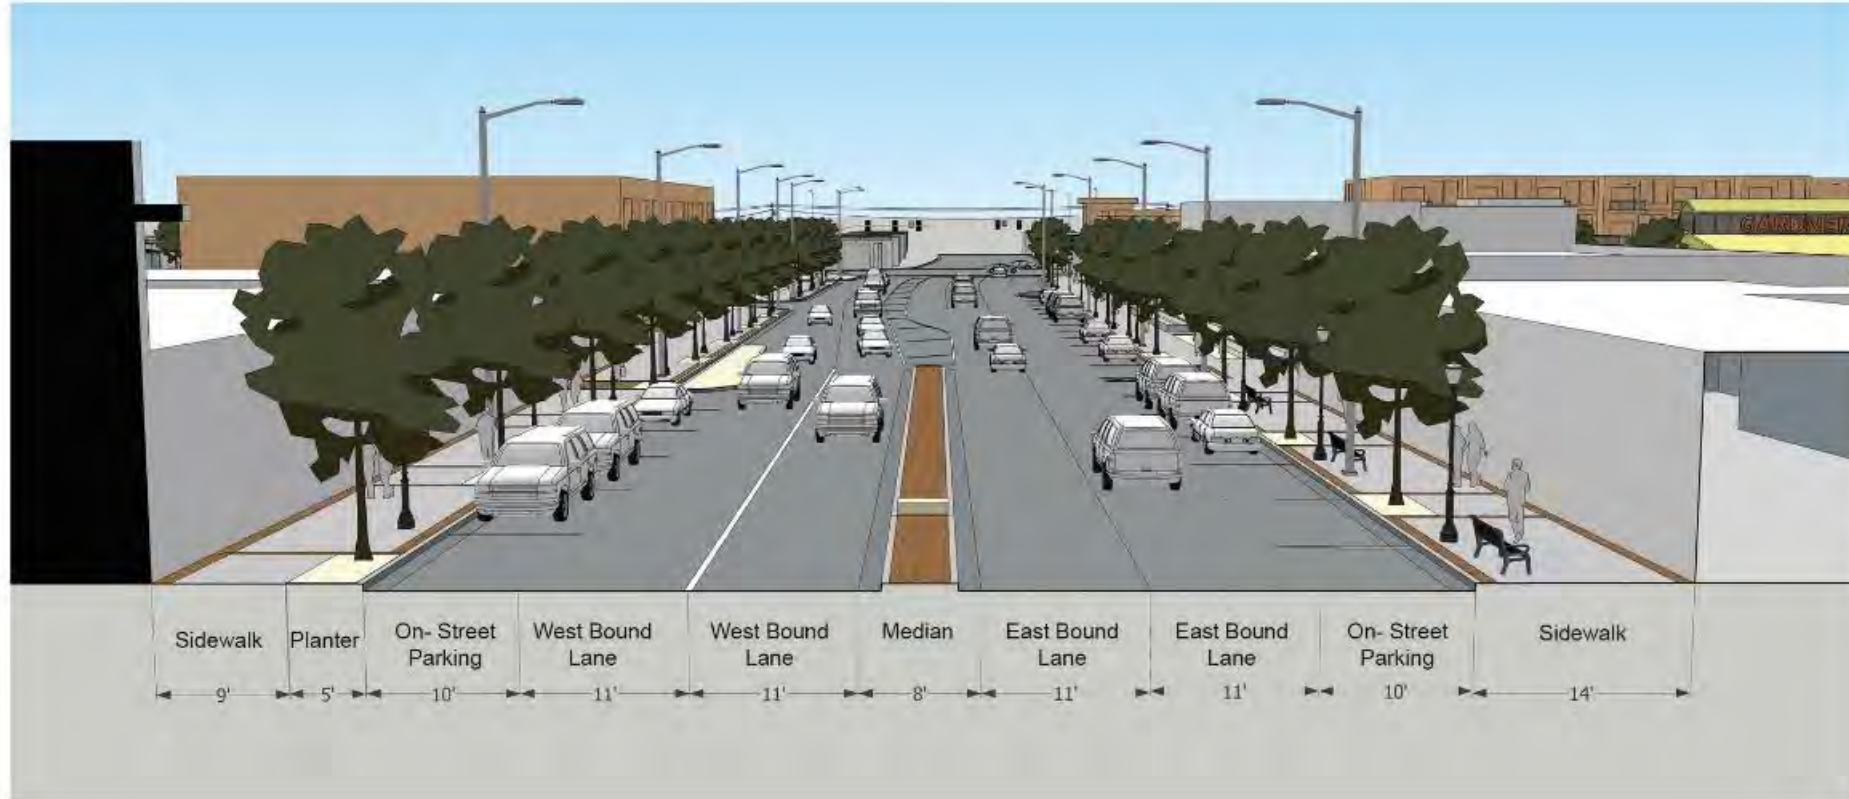 GARDNER
Sidewalk
Planter
On- Street
Parking
West Bound
Lane
West Bound
Lane
Median
East Bound
Lane
East Bound
Lane
On- Street
Parking
Sidewalk
9'
5'
10'
11'
11'
8'
11'
11'
10'
14'